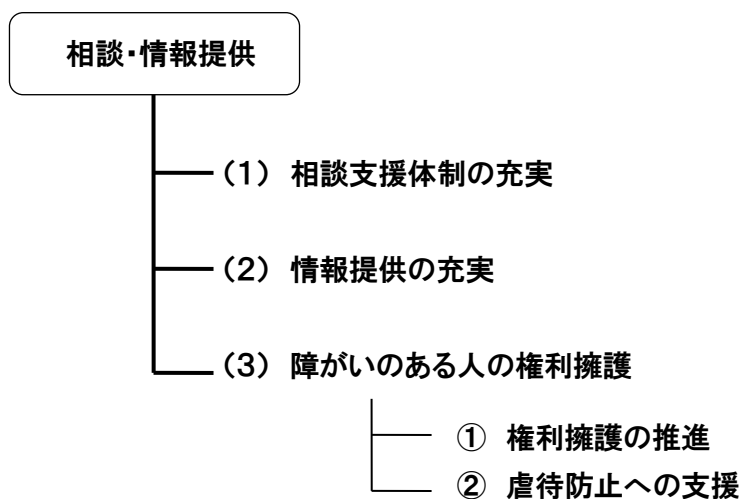 相談・情報提供
（1） 相談支援体制の充実
（2） 情報提供の充実
（3） 障がいのある人の権利擁護
① 権利擁護の推進
② 虐待防止への支援